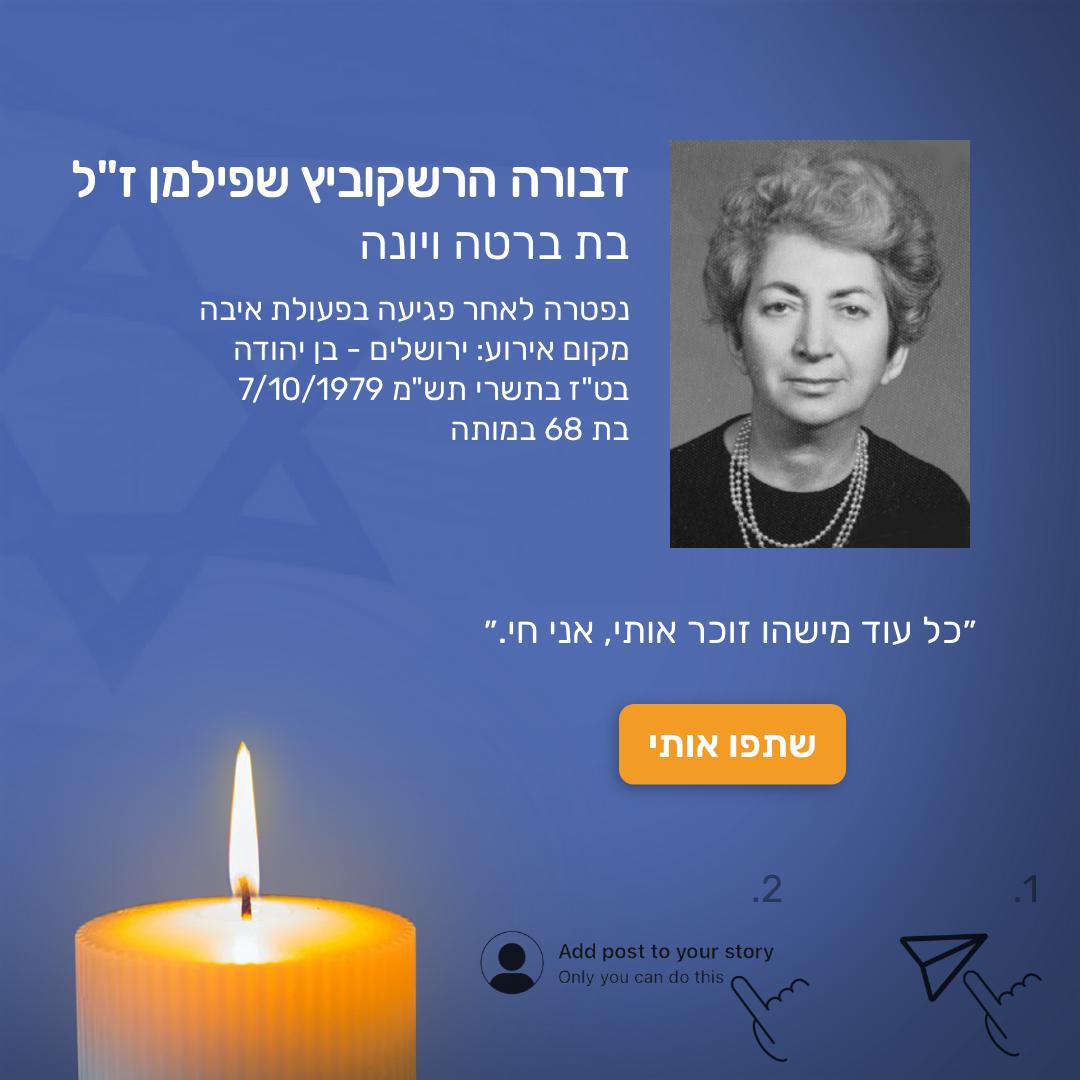 דבורה הרשקוביץ שפילמן ז"ל
בת ברטה ויונה
נפטרה לאחר פגיעה בפעולת איבה
מקום אירוע: ירושלים - בן יהודה
בט"ז בתשרי תש"מ 7/10/1979
בת 68 במותה
״כל עוד מישהו זוכר אותי, אני חי.״
שתפו אותי
1.
2.
Add post to your story
Only you can do this